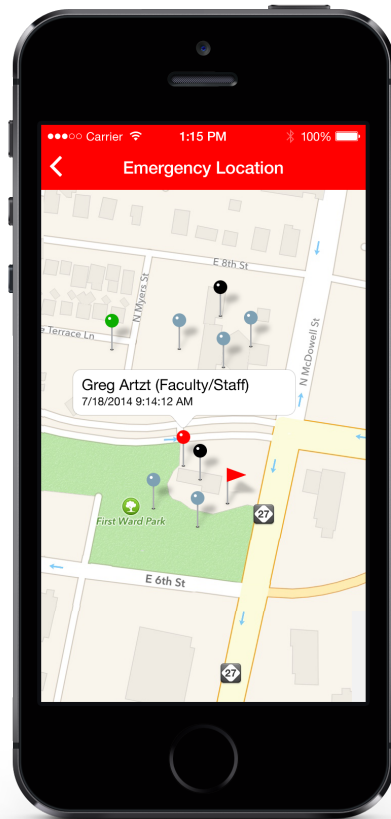 Carrier 1:15 PM 100%
Emergency Location
E 8th St
N Myers St
N McDowell St
e Terrace Ln
Greg Artzt (Faculty/Staff)
7/18/2014 9:14:12 AM
27
First Ward Park
E 6th St
27